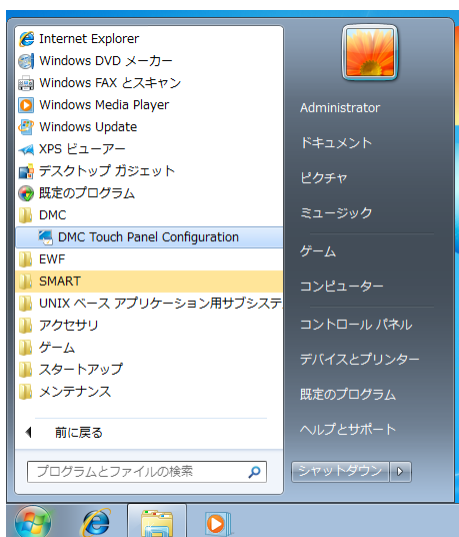 Internet Explorer
Windows DVD メーカー
Windows FAX とスキャン
Windows Media Player
Windows Update
XPS ビューアー
デスクトップ ガジェット
既定のプログラム
DMC
DMC Touch Panel Configuration
EWF
SMART
UNIX ベース アプリケーション用サブシステ
アクセサリ
ゲーム
スタートアップ
メンテナンス
前に戻る
プログラムとファイルの検索
Administrator
ドキュメント
ピクチャ
ミュージック
ゲーム
コンピューター
コントロール パネル
デバイスとプリンター
既定のプログラム
ヘルプとサポート
シャットダウン